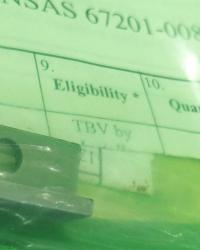 NSAS 67201-008
9.
10.
Eligibility *
Qua
TBV by